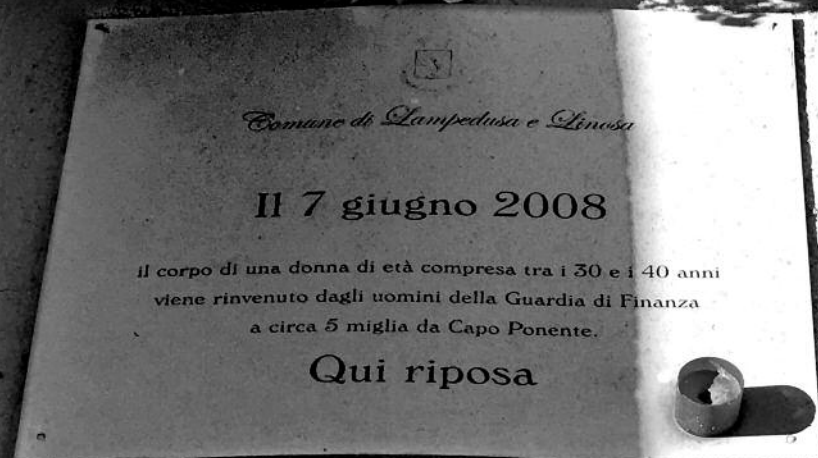 Comune di Lampedusa e Linosa
Il 7 giugno 2008
il corpo di una donna di età compresa tra i 30 e i 40 anni
viene rinvenuto dagli uomini della Guardia di Finanza
a circa 5 miglia da Capo Ponente.
Qui riposa